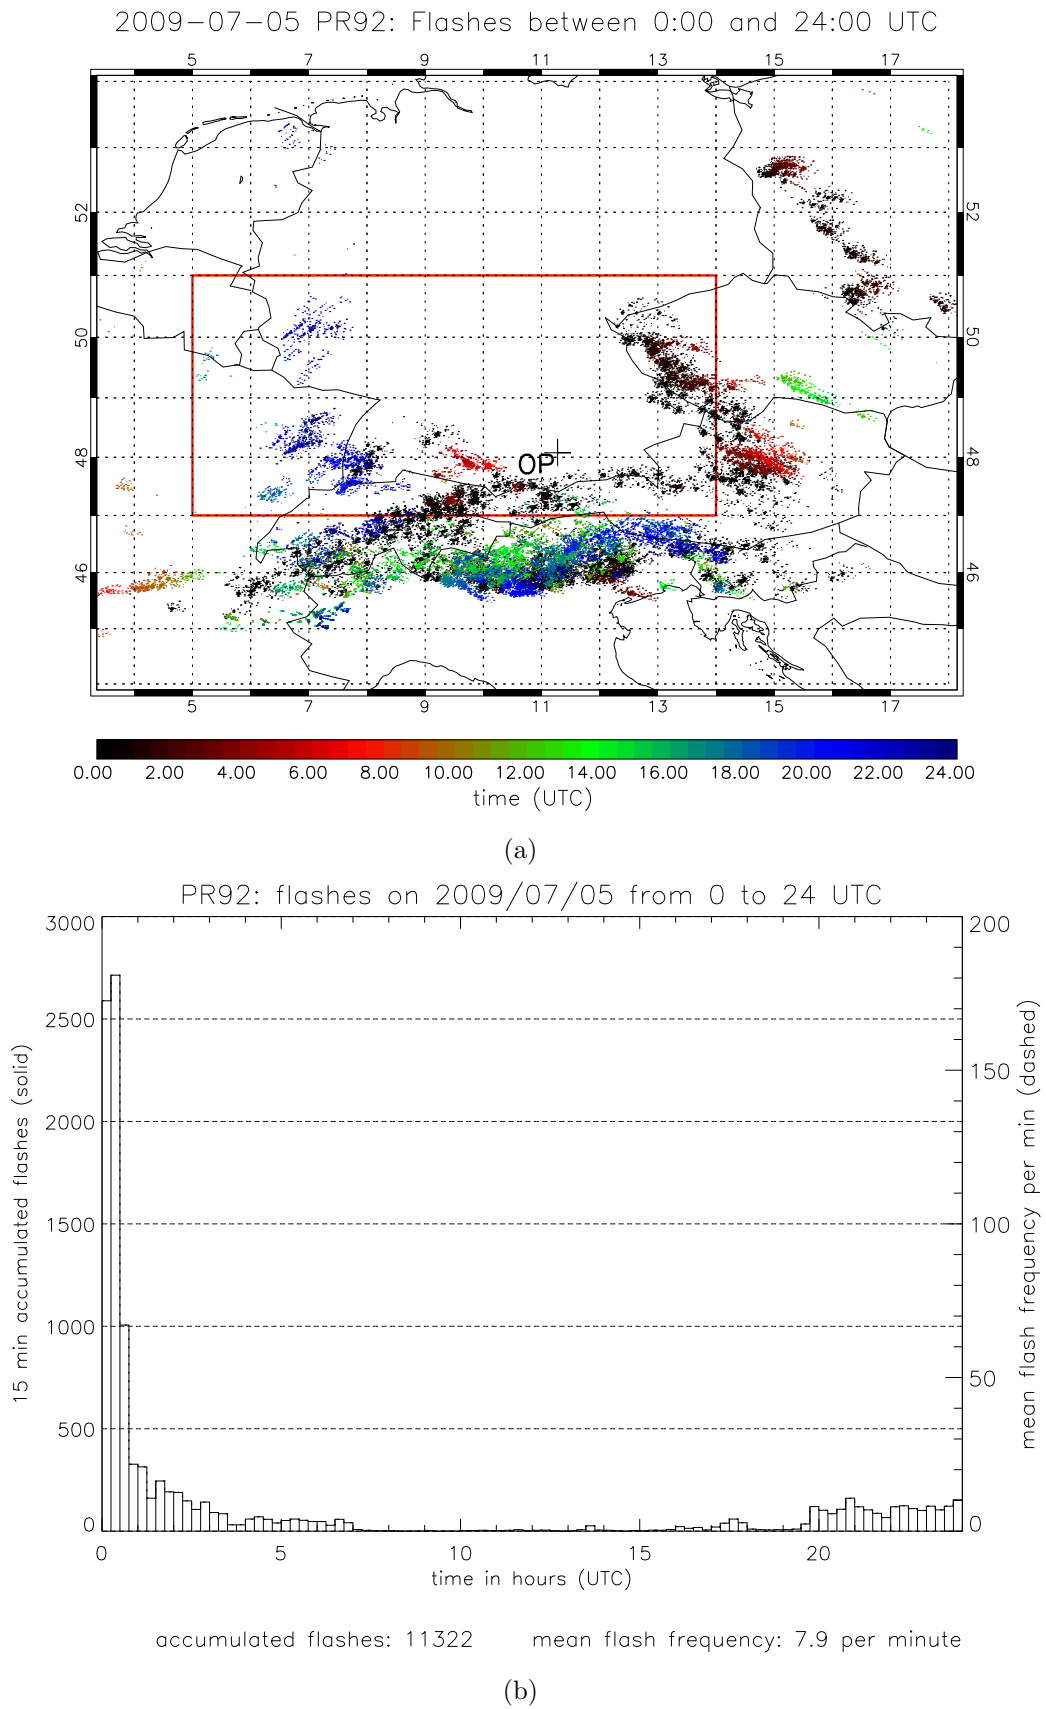 2009-07-05 PR92: Flashes between 0:00 and 24:00 UTC
5 7 9 11 13 15 17
52 52
50 50
OP
48 48
46 46
5 7 9 11 13 15 17
0.00 2.00 4.00 6.00 8.00 10.00 12.00 14.00 16.00 18.00 20.00 22.00 24.00
time (UTC)
(a)
PR92: flashes on 2009/07/05 from 0 to 24 UTC
15 min accumulated flashes (solid)
3000
2500
2000
1500
1000
500
0
200
150
100
50
0
mean flash frequency per min (dashed)
0 5 10 15 20
time in hours (UTC)
accumulated flashes: 11322 mean flash frequency: 7.9 per minute
(b)